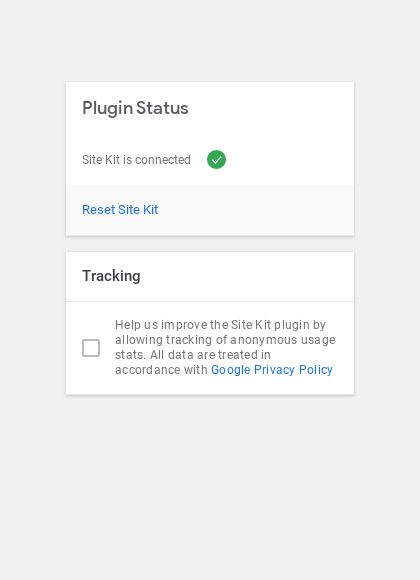 Plugin Status
Site Kit is connected
Reset Site Kit
Tracking
Help us improve the Site Kit plugin by
allowing tracking of anonymous usage
stats. All data are treated in
accordance with Google Privacy Policy